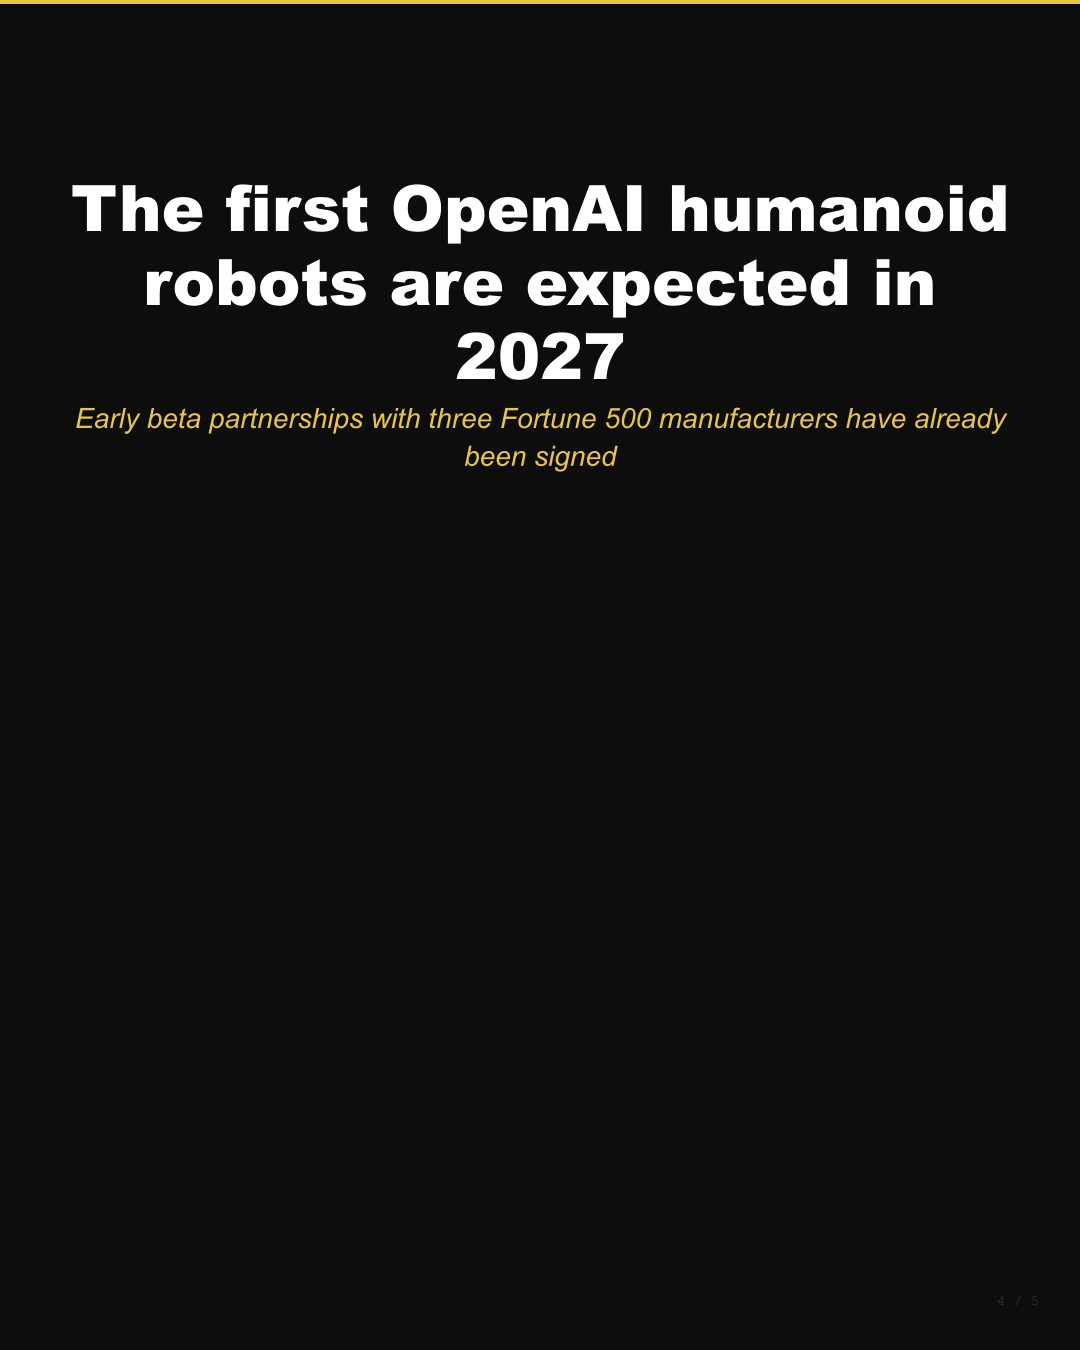 The first OpenAI humanoid
robots are expected in
2027
Early beta partnerships with three Fortune 500 manufacturers have already
been signed
4 / 5